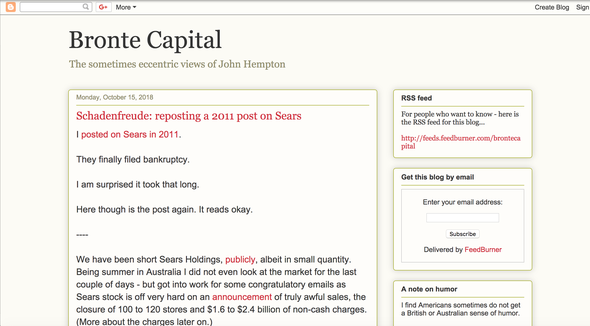 More
Create Blog Sign
Bronte Capital
The sometimes eccentric views of John Hempton
Monday, October 15, 2018
Schadenfreude: reposting a 2011 post on Sears
I posted on Sears in 2011.
They finally filed bankruptcy.
I am surprised it took that long.
Here though is the post again. It reads okay.
----
We have been short Sears Holdings, publicly, albeit in small quantity.
Being summer in Australia I did not even look at the market for the last
couple of days - but got into work for some congratulatory emails as
Sears stock is off very hard on an announcement of truly awful sales, the
closure of 100 to 120 stores and $1.6 to $2.4 billion of non-cash charges.
(More about the charges later on.)
RSS feed
For people who want to know - here is
the RSS feed for this blog...
http://feeds.feedburner.com/bronteca
pital
Get this blog by email
Enter your email address:
Subscribe
Delivered by FeedBurner
A note on humor
I find Americans sometimes do not get
a British or Australian sense of humor.